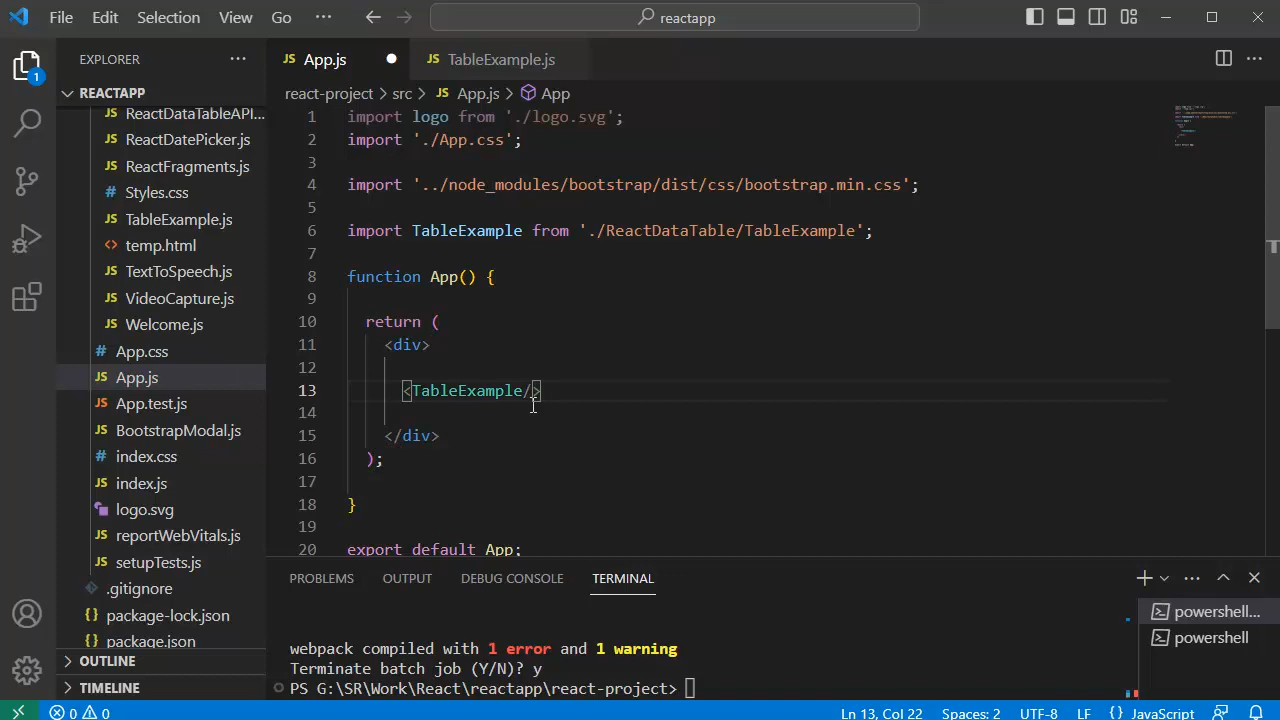 File Edit Selection View Go ··· reactapp
EXPLORER ···
1
REACTAPP
ReactDataTableAPI...
ReactDatePicker.js
ReactFragments.js
Styles.css
TableExample.js
temp.html
TextToSpeech.js
VideoCapture.js
Welcome.js
App.css
App.js
App.test.js
BootstrapModal.js
index.css
index.js
logo.svg
reportWebVitals.js
setupTests.js
.gitignore
package-lock.json
package.json
OUTLINE
TIMELINE
JS App.js JS TableExample.js
react-project > src > JS App.js > App
1 import logo from './logo.svg';
2 import './App.css';
3
4 import '../node_modules/bootstrap/dist/css/bootstrap.min.css';
5
6 import TableExample from './ReactDataTable/TableExample';
7
8 function App() {
9
10 return (
11 <div>
12
13 <TableExample/>
14
15 </div>
16 );
17
18 }
19
20 export default App;
PROBLEMS OUTPUT DEBUG CONSOLE TERMINAL
webpack compiled with 1 error and 1 warning
Terminate batch job (Y/N)? y
PS G:\SR\Work\React\reactapp\react-project>
powershell...
powershell
0 0 Ln 13, Col 22 Spaces: 2 UTF-8 LF {} JavaScript